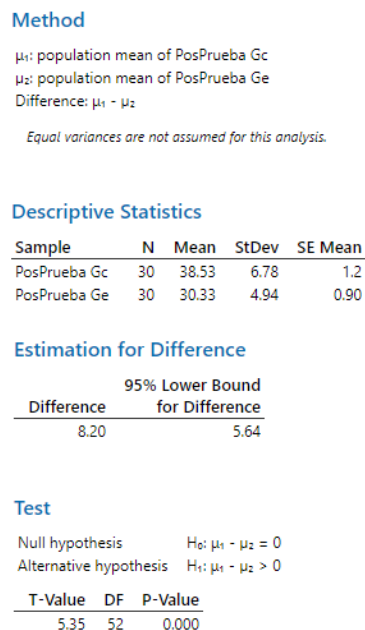 Method
μ₁: population mean of PosPrueba Gc
μ₂: population mean of PosPrueba Ge
Difference: μ₁ - μ₂
Equal variances are not assumed for this analysis.
Descriptive Statistics
Sample N Mean StDev SE Mean
PosPrueba Gc 30 38.53 6.78 1.2
PosPrueba Ge 30 30.33 4.94 0.90
Estimation for Difference
95% Lower Bound
Difference for Difference
8.20 5.64
Test
Null hypothesis H₀: μ₁ - μ₂ = 0
Alternative hypothesis H₁: μ₁ - μ₂ > 0
T-Value DF P-Value
5.35 52 0.000